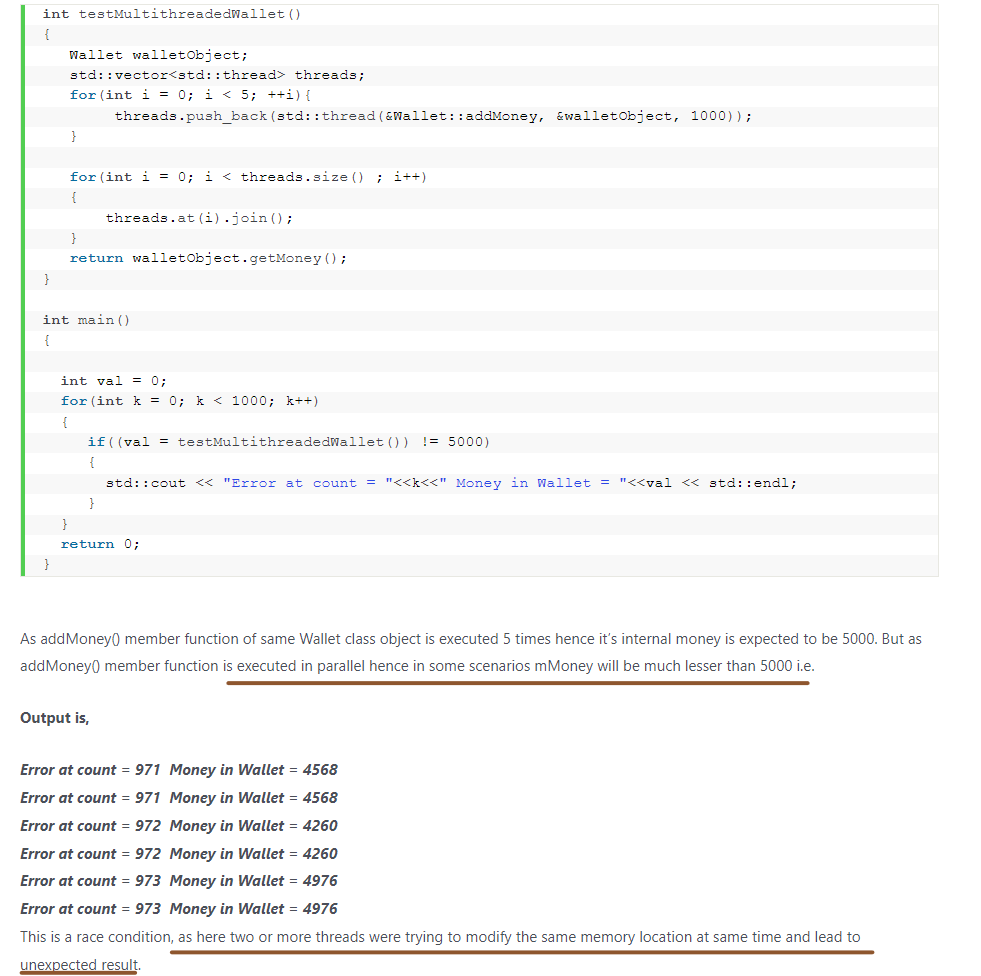 int testMultithreadedWallet()
{
Wallet walletObject;
std::vector<std::thread> threads;
for(int i = 0; i < 5; ++i){
threads.push_back(std::thread(&Wallet::addMoney, &walletObject, 1000));
}
for(int i = 0; i < threads.size() ; i++)
{
threads.at(i).join();
}
return walletObject.getMoney();
}
int main()
{
int val = 0;
for(int k = 0; k < 1000; k++)
{
if((val = testMultithreadedWallet()) != 5000)
{
std::cout << "Error at count = "<<k<<" Money in Wallet = "<<val << std::endl;
}
}
return 0;
}
As addMoney() member function of same Wallet class object is executed 5 times hence it's internal money is expected to be 5000. But as
addMoney() member function is executed in parallel hence in some scenarios mMoney will be much lesser than 5000 i.e.
Output is,
Error at count = 971 Money in Wallet = 4568
Error at count = 971 Money in Wallet = 4568
Error at count = 972 Money in Wallet = 4260
Error at count = 972 Money in Wallet = 4260
Error at count = 973 Money in Wallet = 4976
Error at count = 973 Money in Wallet = 4976
This is a race condition, as here two or more threads were trying to modify the same memory location at same time and lead to
unexpected result.